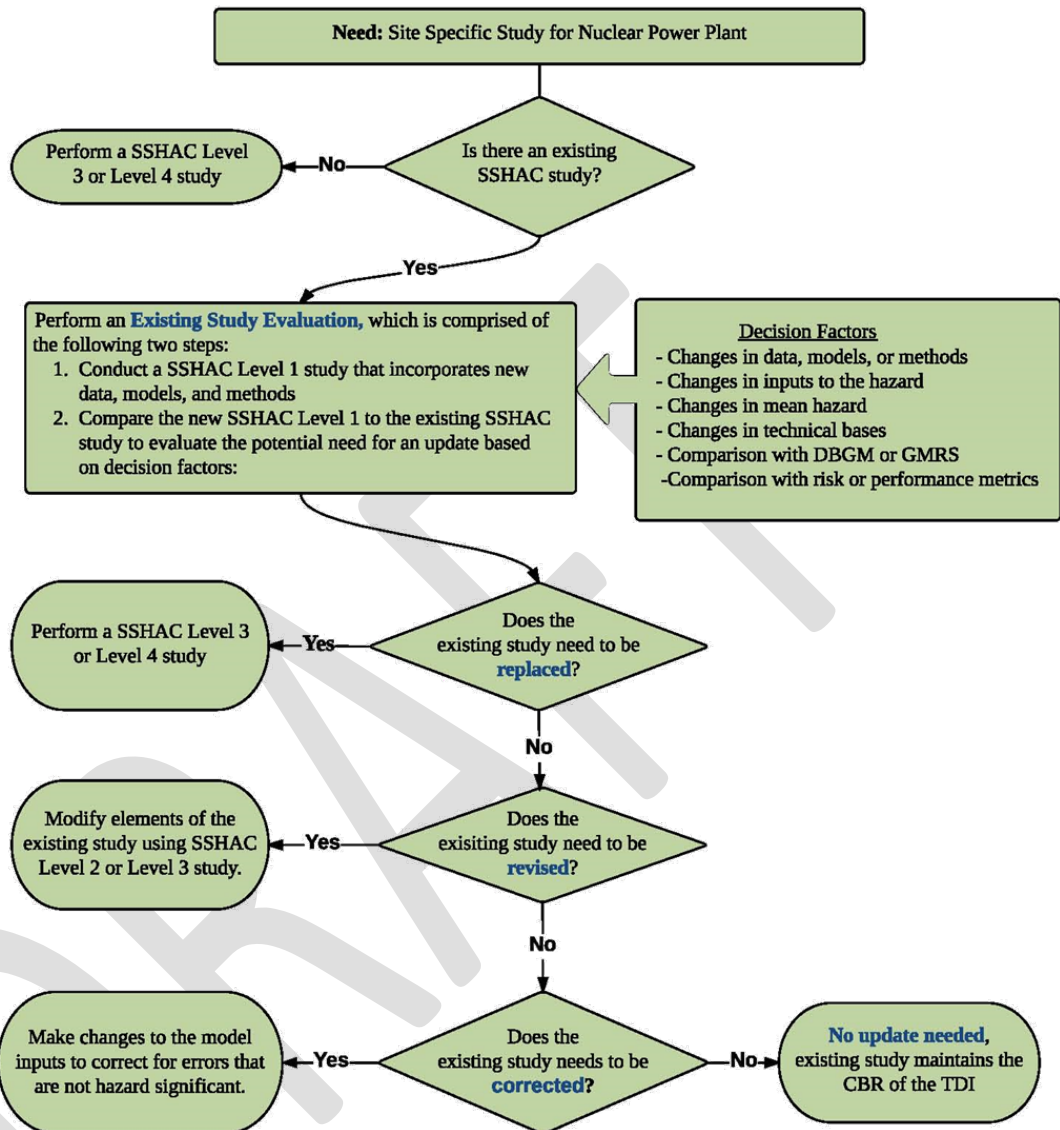 Need: Site Specific Study for Nuclear Power Plant
Is there an existing
SSHAC study?
No
Perform a SSHAC Level
3 or Level 4 study
Yes
Perform an Existing Study Evaluation, which is comprised of
the following two steps:
1. Conduct a SSHAC Level 1 study that incorporates new
data, models, and methods
2. Compare the new SSHAC Level 1 to the existing SSHAC
study to evaluate the potential need for an update based
on decision factors:
Decision Factors
- Changes in data, models, or methods
- Changes in inputs to the hazard
- Changes in mean hazard
- Changes in technical bases
- Comparison with DBGM or GMRS
-Comparison with risk or performance metrics
Does the
existing study need to be
replaced?
Yes
Perform a SSHAC Level 3
or Level 4 study
No
Does the
exisiting study need to be
revised?
Yes
Modify elements of the
existing study using SSHAC
Level 2 or Level 3 study.
No
Does the
existing study needs to be
corrected?
Yes
Make changes to the model
inputs to correct for errors that
are not hazard significant.
No
No update needed,
existing study maintains the
CBR of the TDI
DRAFT